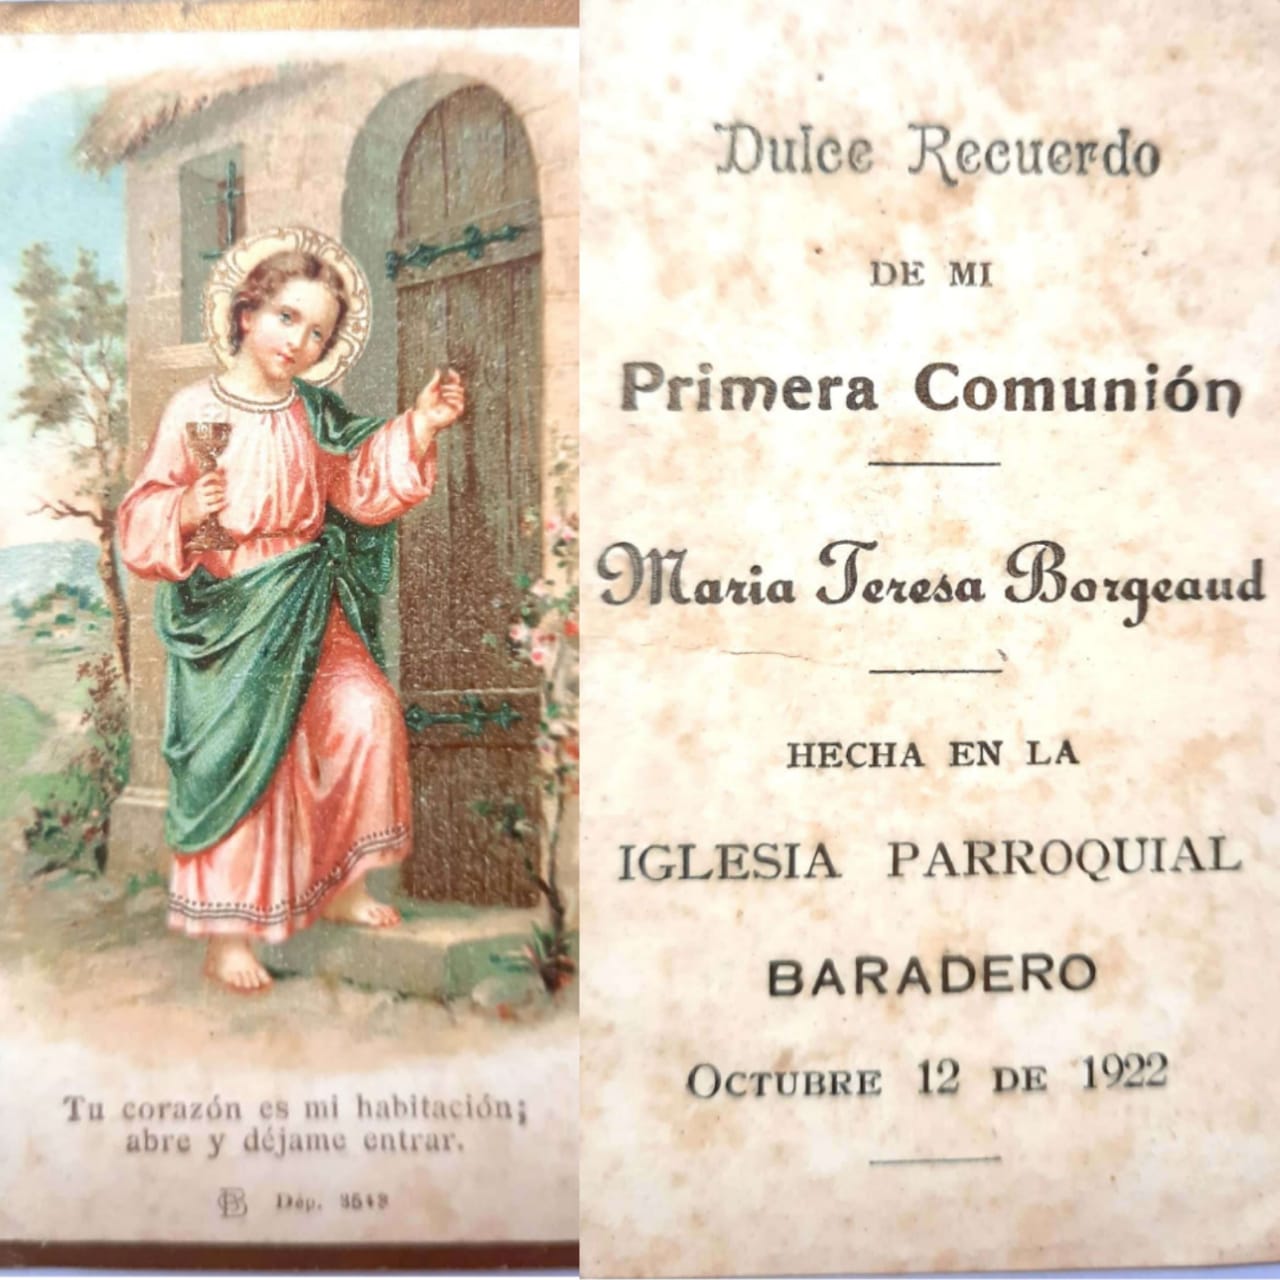 Tu corazón es mi habitación;
abre y déjame entrar.
Dép.
Dulce Recuerdo
DE MI
Primera Comunión
Maria Teresa Borgeaud
HECHA EN LA
IGLESIA PARROQUIAL
BARADERO
OCTUBRE 12 DE 1922